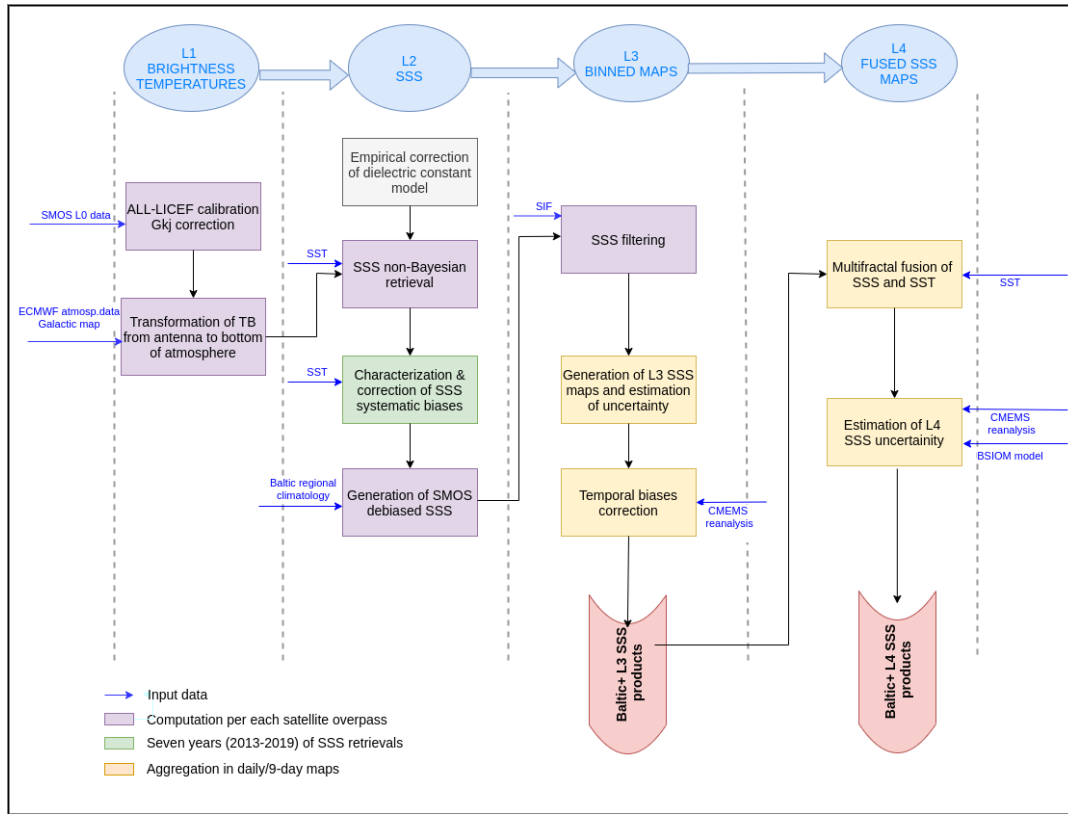 L1
BRIGHTNESS
TEMPERATURES
L2
SSS
L3
BINNED MAPS
L4
FUSED SSS
MAPS
SMOS L0 data
ALL-LICEF calibration
Gkj correction
ECMWF atmosp.data
Galactic map
Transformation of TB
from antenna to bottom
of atmosphere
Empirical correction
of dielectric constant
model
SST
SSS non-Bayesian
retrieval
SST
Characterization &
correction of SSS
systematic biases
Baltic regional
climatology
Generation of SMOS
debiased SSS
SIF
SSS filtering
Generation of L3 SSS
maps and estimation
of uncertainty
Temporal biases
correction
CMEMS
reanalysis
Baltic+ L3 SSS
products
Multifractal fusion of
SSS and SST
SST
Estimation of L4
SSS uncertainity
CMEMS
reanalysis
BSIOM model
Baltic+ L4 SSS
products
Input data
Computation per each satellite overpass
Seven years (2013-2019) of SSS retrievals
Aggregation in daily/9-day maps